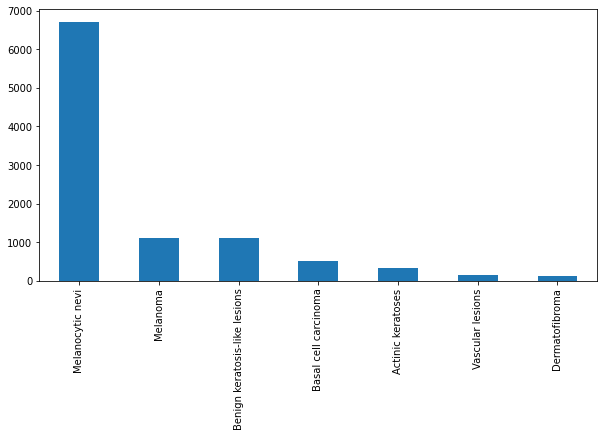 7000
6000
5000
4000
3000
2000
1000
0
Melanocytic nevi
Melanoma
Benign keratosis-like lesions
Basal cell carcinoma
Actinic keratoses
Vascular lesions
Dermatofibroma